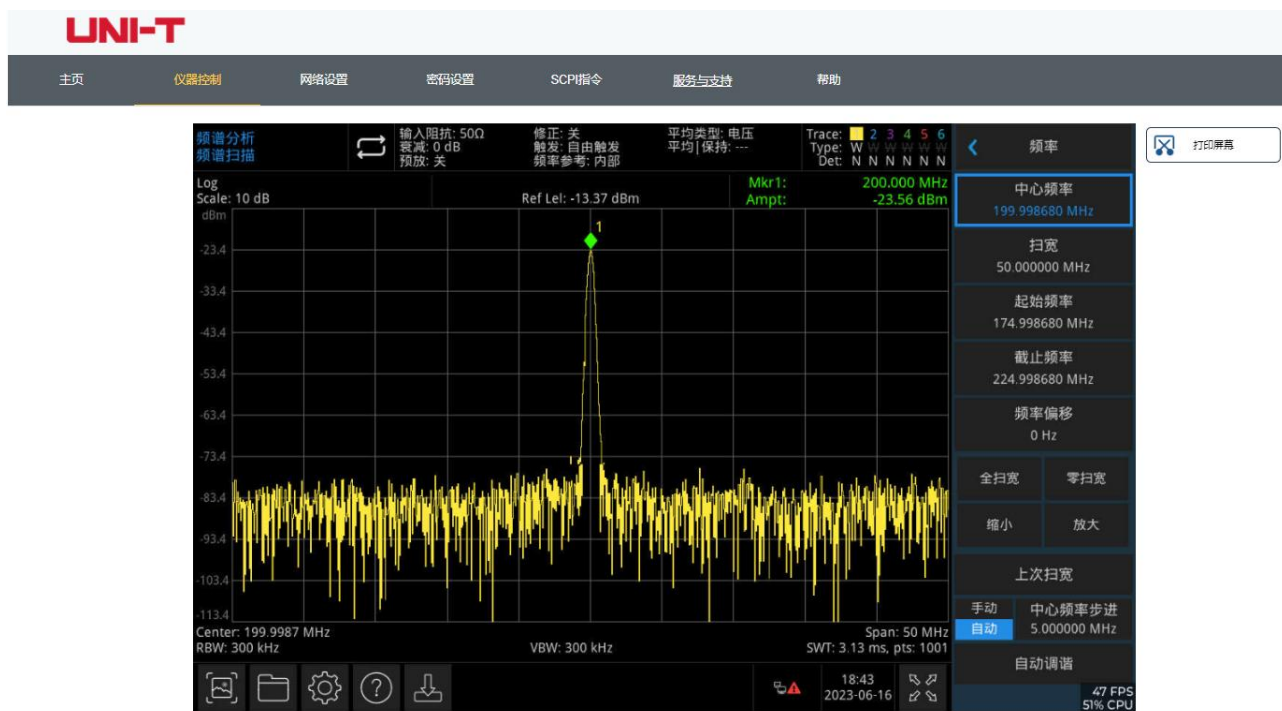 UNI-T
主页 仪器控制 网络设置 密码设置 SCPI指令 服务与支持 帮助
频谱分析
频谱扫描
输入阻抗: 50Ω
衰减: 0 dB
预放: 关
修正: 关
触发: 自由触发
频率参考: 内部
平均类型: 电压
平均|保持: ---
Trace: 1 2 3 4 5 6
Type: W W W W W W
Det: N N N N N N
频率
打印屏幕
Log
Scale: 10 dB
Ref Lel: -13.37 dBm
Mkr1: 200.000 MHz
Ampt: -23.56 dBm
dBm
1
-23.4
-33.4
-43.4
-53.4
-63.4
-73.4
-83.4
-93.4
-103.4
-113.4
Center: 199.9987 MHz
RBW: 300 kHz
VBW: 300 kHz
Span: 50 MHz
SWT: 3.13 ms, pts: 1001
中心频率
199.998680 MHz
扫宽
50.000000 MHz
起始频率
174.998680 MHz
截止频率
224.998680 MHz
频率偏移
0 Hz
全扫宽 零扫宽
缩小 放大
上次扫宽
手动
自动
中心频率步进
5.000000 MHz
自动调谐
18:43
2023-06-16
47 FPS
51% CPU